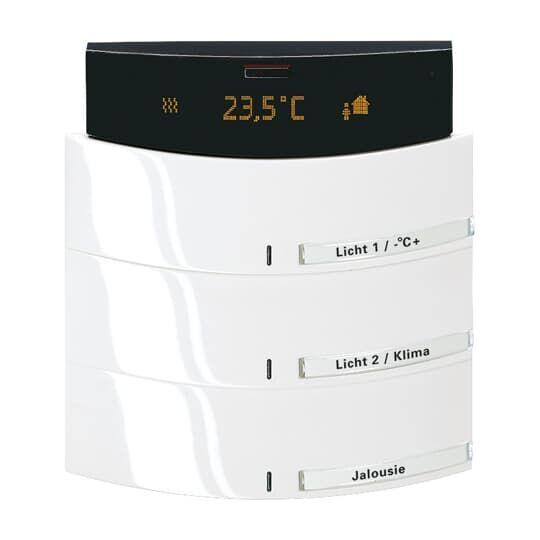 23,5°C
Licht 1 / -°C+
Licht 2 / Klima
Jalousie